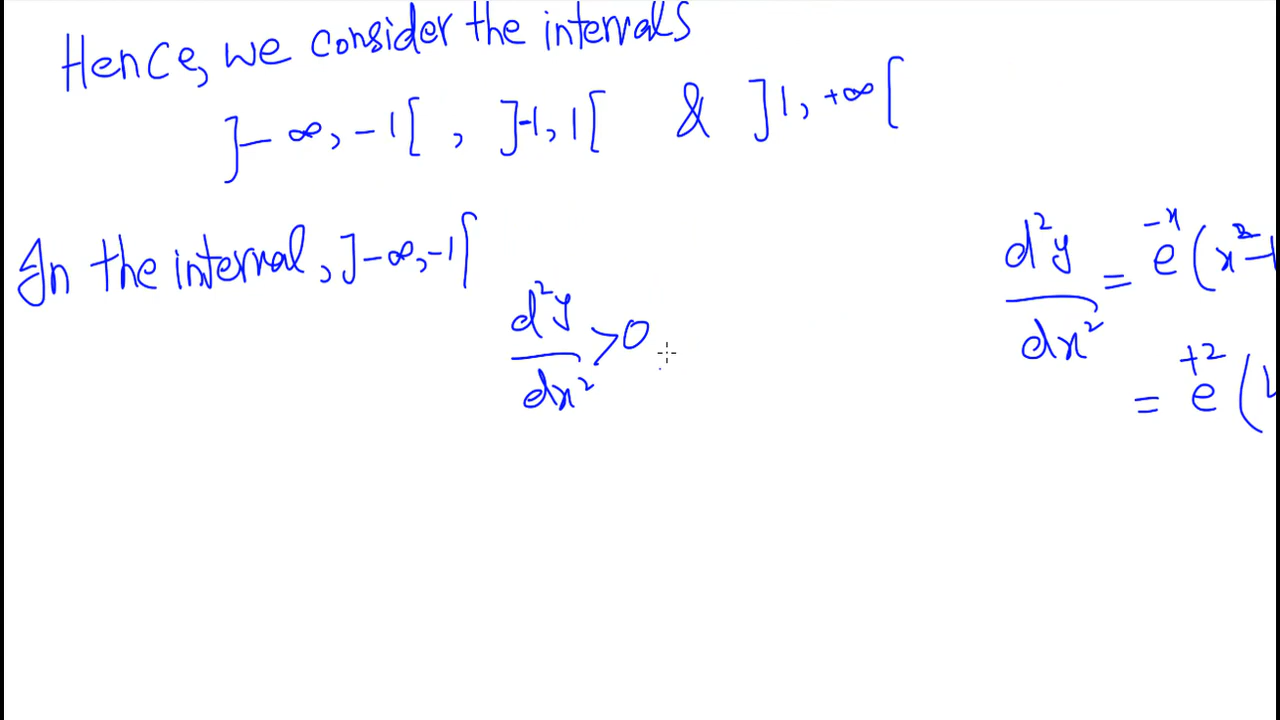 Hence, we consider the intervals
]-∞, -1[ , ]-1, 1[ & ]1, +∞[
In the interval, ]-∞, -1[
d²y/dx² > 0
d²y/dx² = e^-x (x²-
= e^+2 (